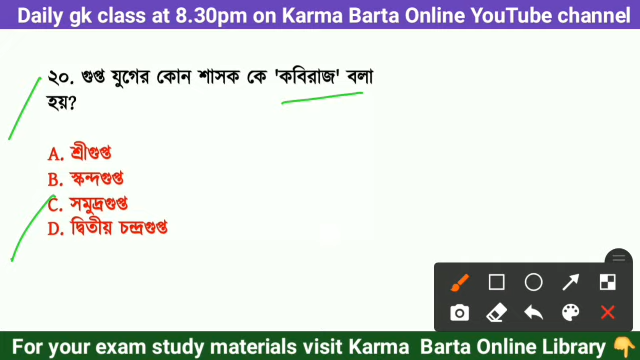 Daily gk class at 8.30pm on Karma Barta Online YouTube channel
২০. গুপ্ত যুগের কোন শাসক কে 'কবিরাজ' বলা
হয়?
A. শ্রীগুপ্ত
B. স্কন্দগুপ্ত
C. সমুদ্রগুপ্ত
D. দ্বিতীয় চন্দ্রগুপ্ত
For your exam study materials visit Karma Barta Online Library 👇